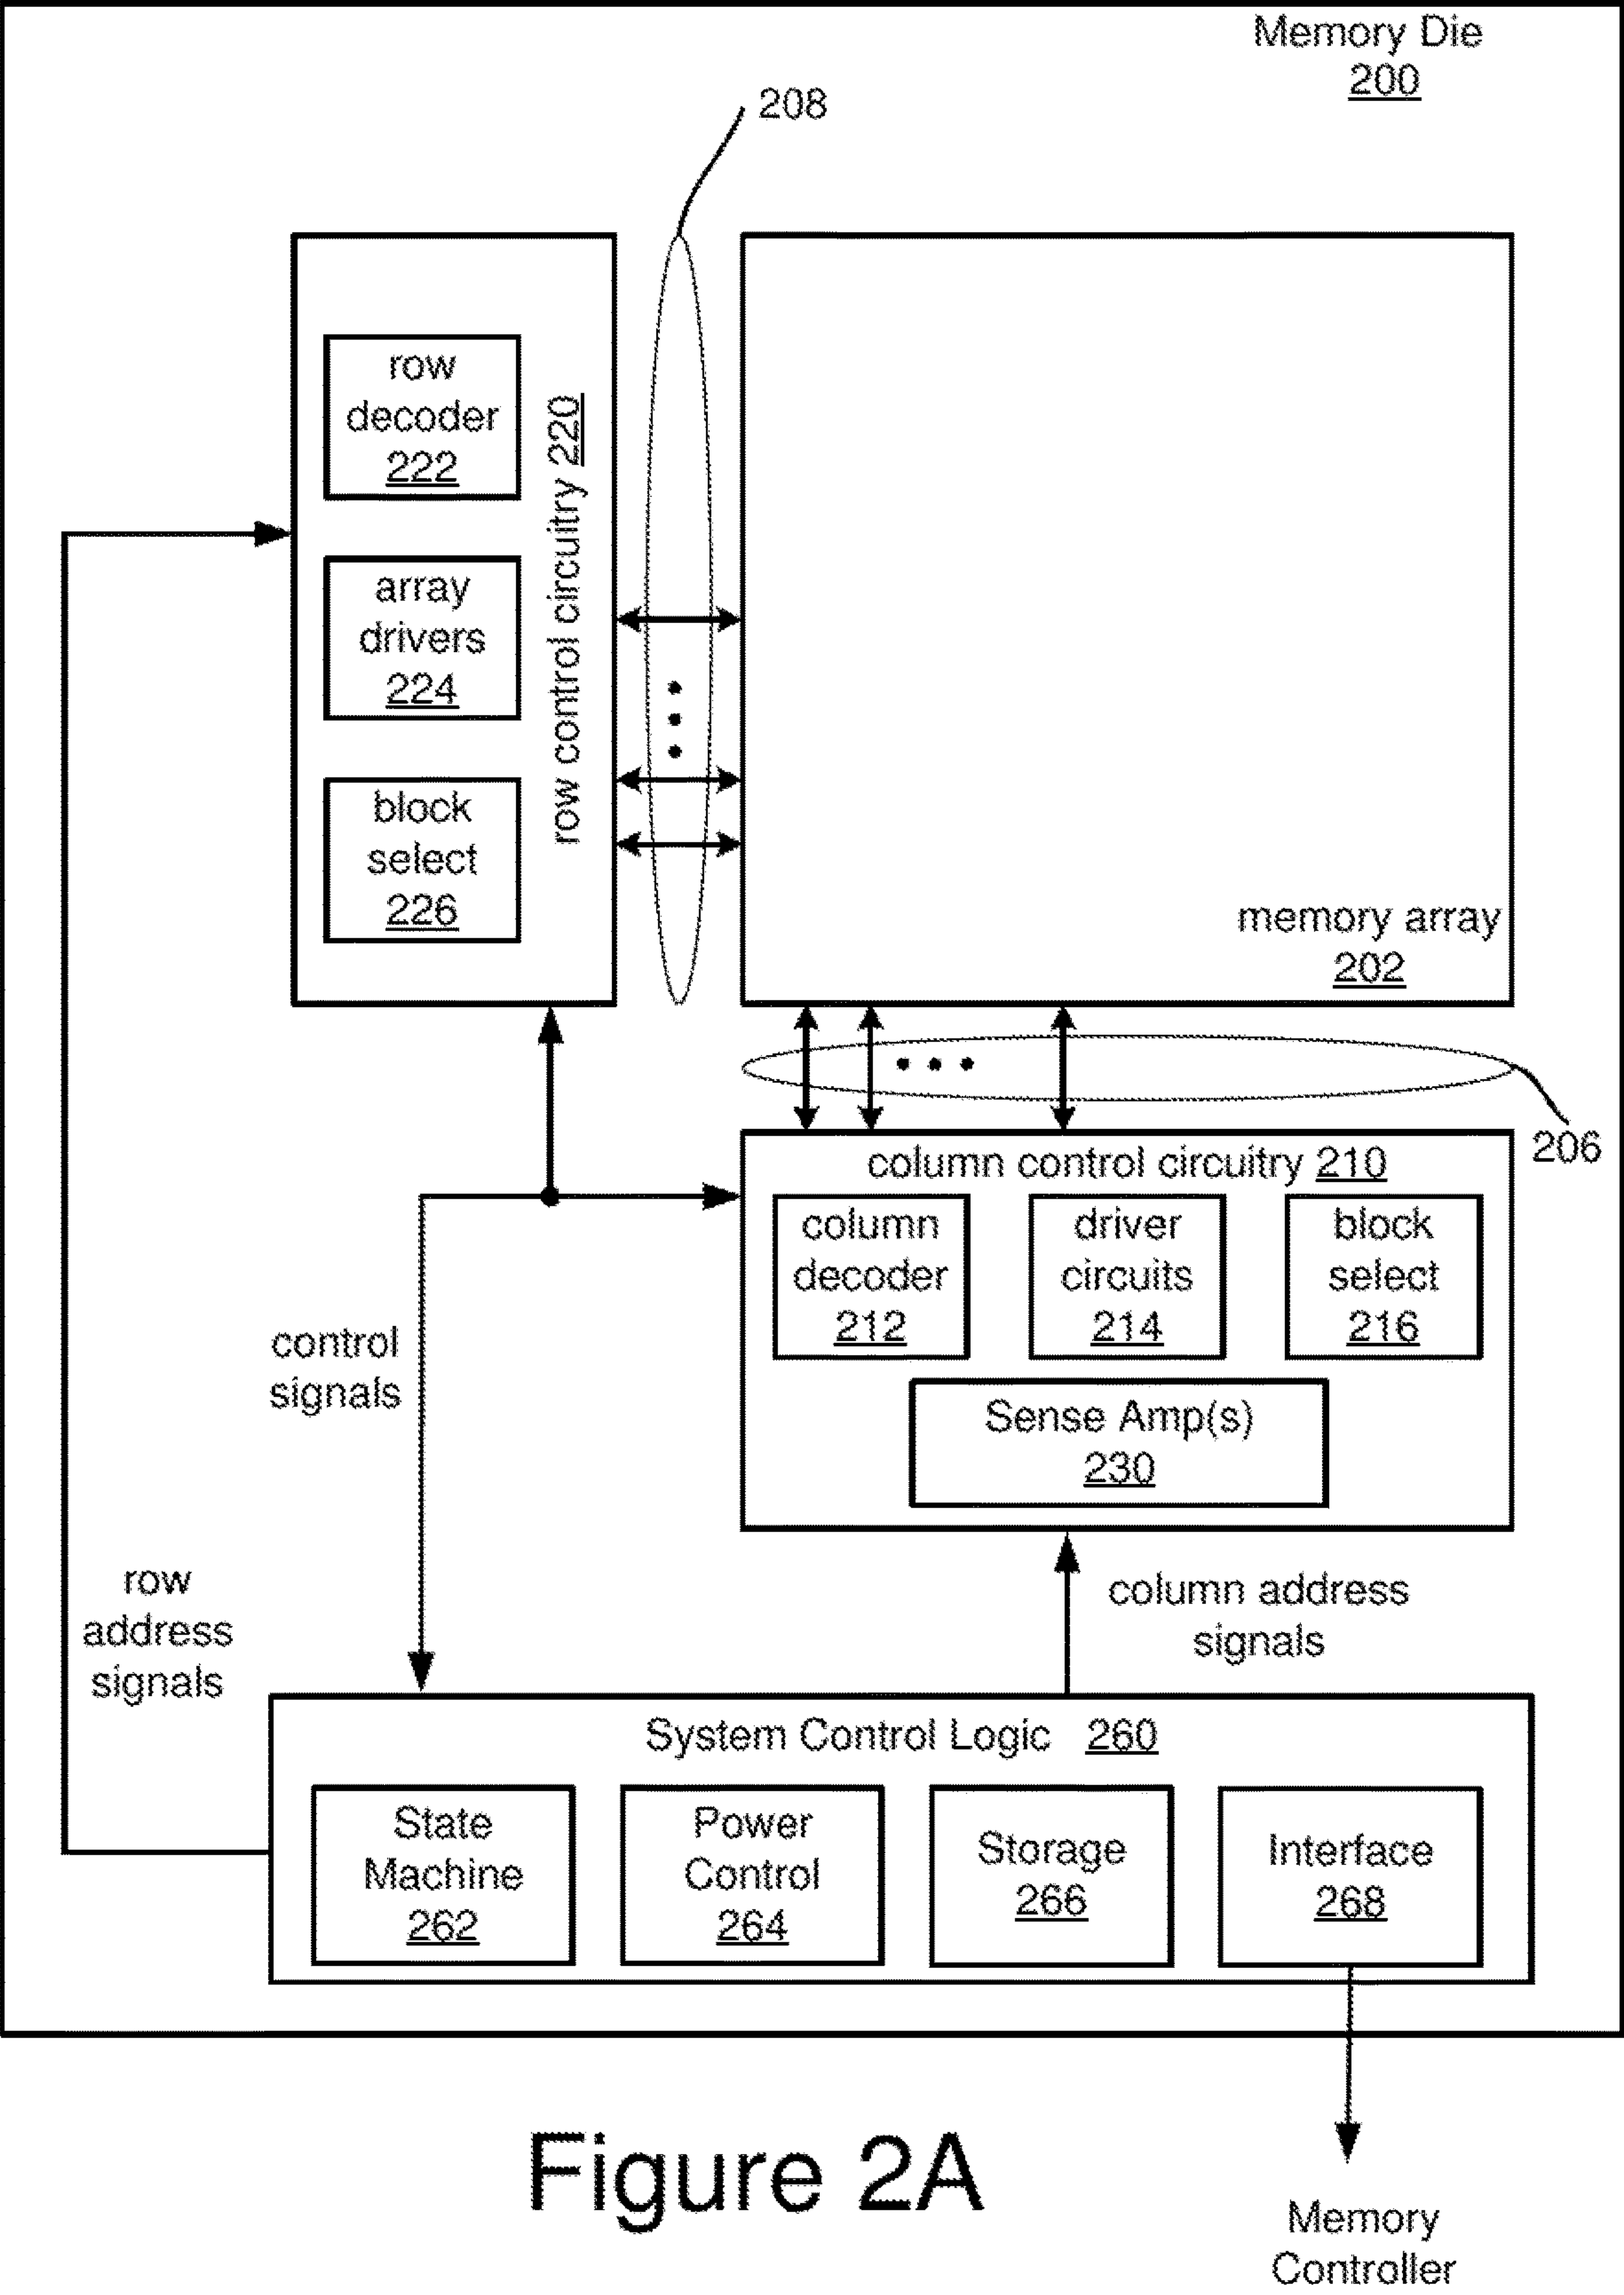 Memory Die
200
208
row
decoder
222
array
drivers
224
block
select
226
row control circuitry 220
memory array
202
206
column control circuitry 210
column
decoder
212
driver
circuits
214
block
select
216
Sense Amp(s)
230
control
signals
row
address
signals
column address
signals
System Control Logic 260
State
Machine
262
Power
Control
264
Storage
266
Interface
268
Figure 2A
Memory
Controller